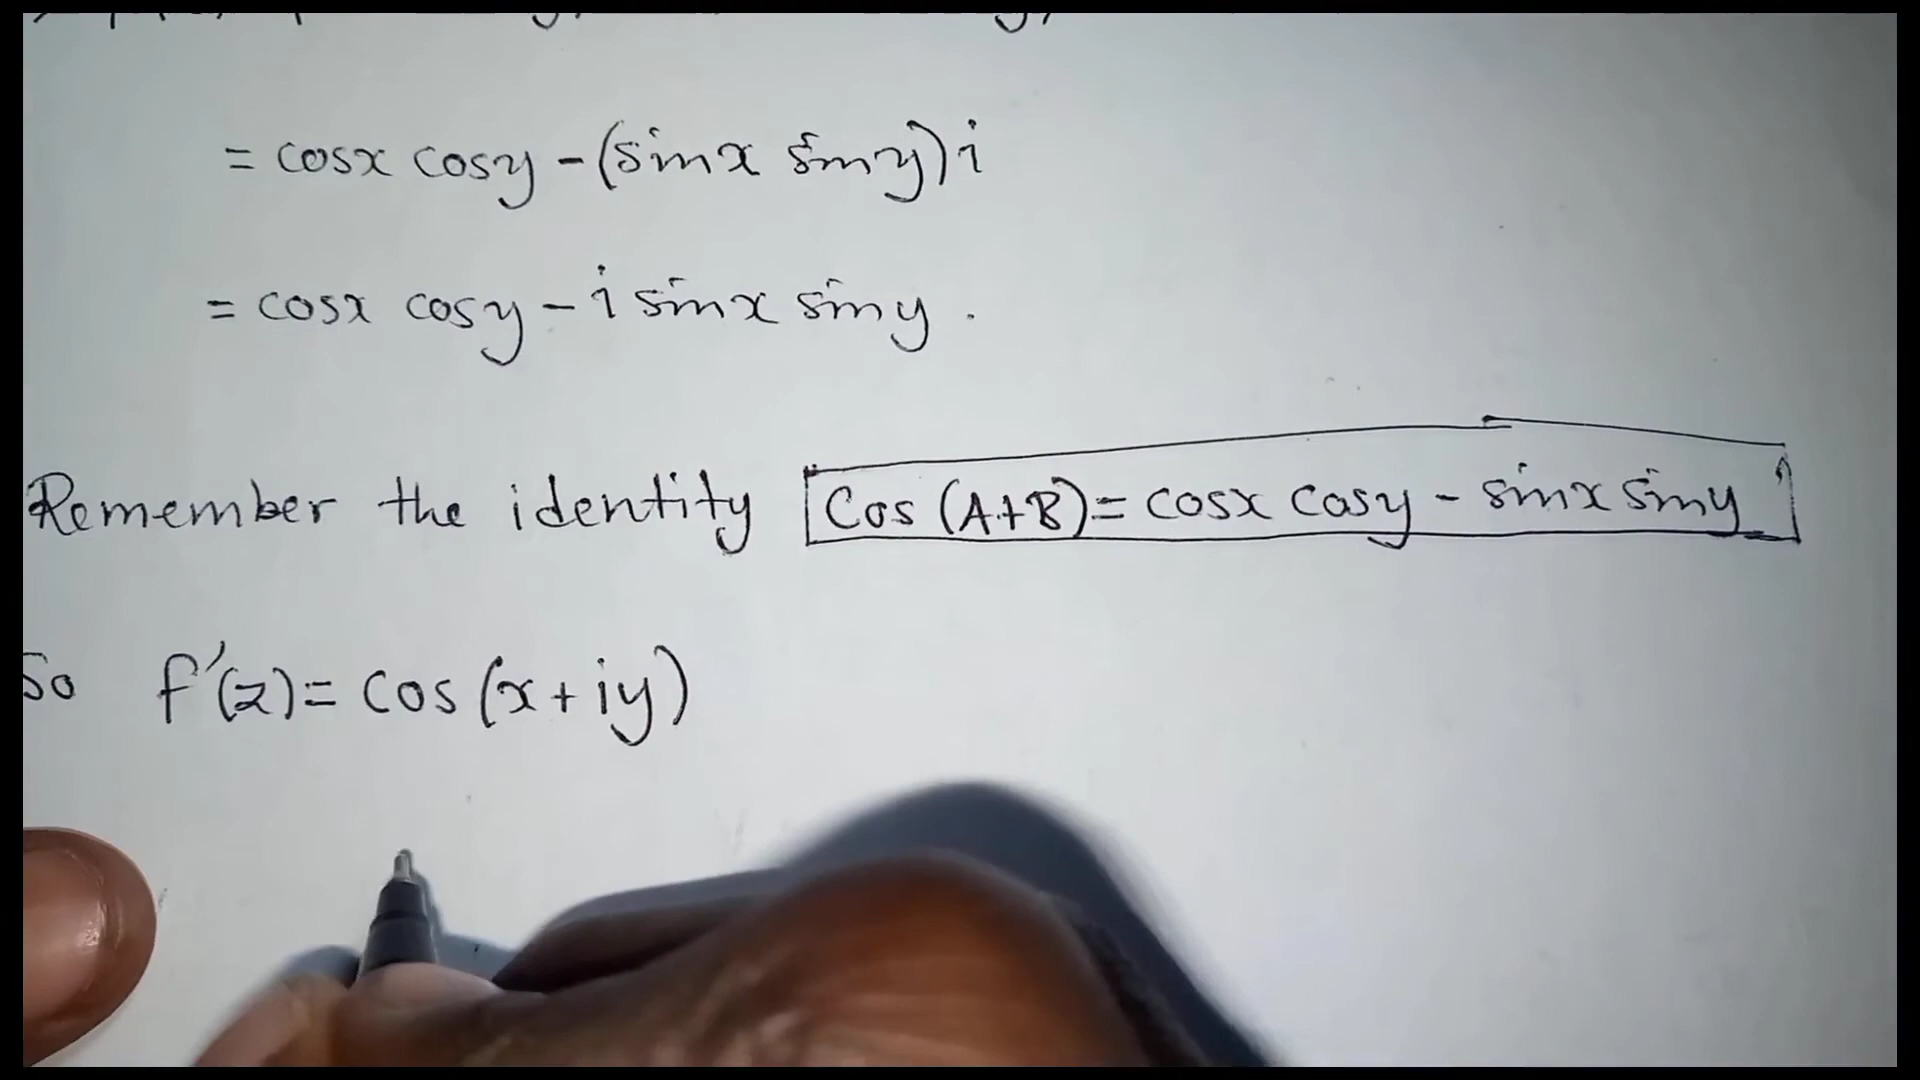 = cosx cosy - (sinx siny) i
= cosx cosy - i sinx siny .
Remember the identity Cos (A+B) = cosx cosy - sinx siny
So f'(z) = cos (x + iy)